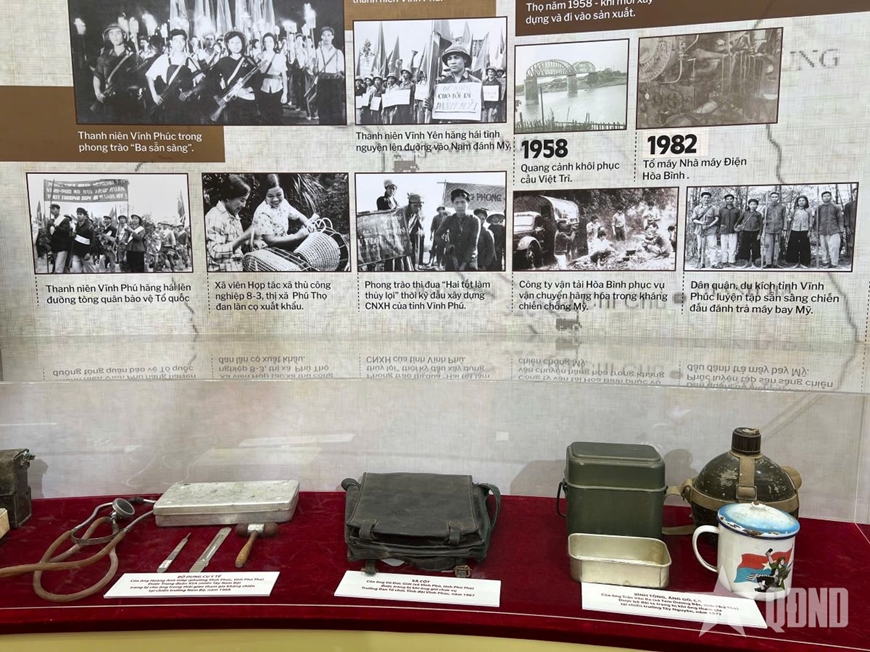 thanh niên Vĩnh Phúc
Thọ năm 1958 - khi mới xây
dựng và đi vào sản xuất.
Thanh niên Vĩnh Phúc trong
phong trào “Ba sẵn sàng”.
Thanh niên Vĩnh Yên hăng hái tình
nguyện lên đường vào Nam đánh Mỹ.
1958
Quang cảnh khôi phục
cầu Việt Trì.
1982
Tổ máy Nhà máy Điện
Hòa Bình.
Thanh niên Vĩnh Phú hăng hái lên
đường tòng quân bảo vệ Tổ quốc
Xã viên Hợp tác xã thủ công
nghiệp 8-3, thị xã Phú Thọ
đan làn cọ xuất khẩu.
Phong trào thi đua “Hai tốt làm
thủy lợi” thời kỳ đầu xây dựng
CNXH của tỉnh Vĩnh Phú.
Công ty vận tải Hòa Bình phục vụ
vận chuyển hàng hóa trong kháng
chiến chống Mỹ.
Dân quân, du kích tỉnh Vĩnh
Phúc luyện tập sẵn sàng chiến
đấu đánh trả máy bay Mỹ.
BỘ DỤNG CỤ Y TẾ
XÀ CỘT
QĐND